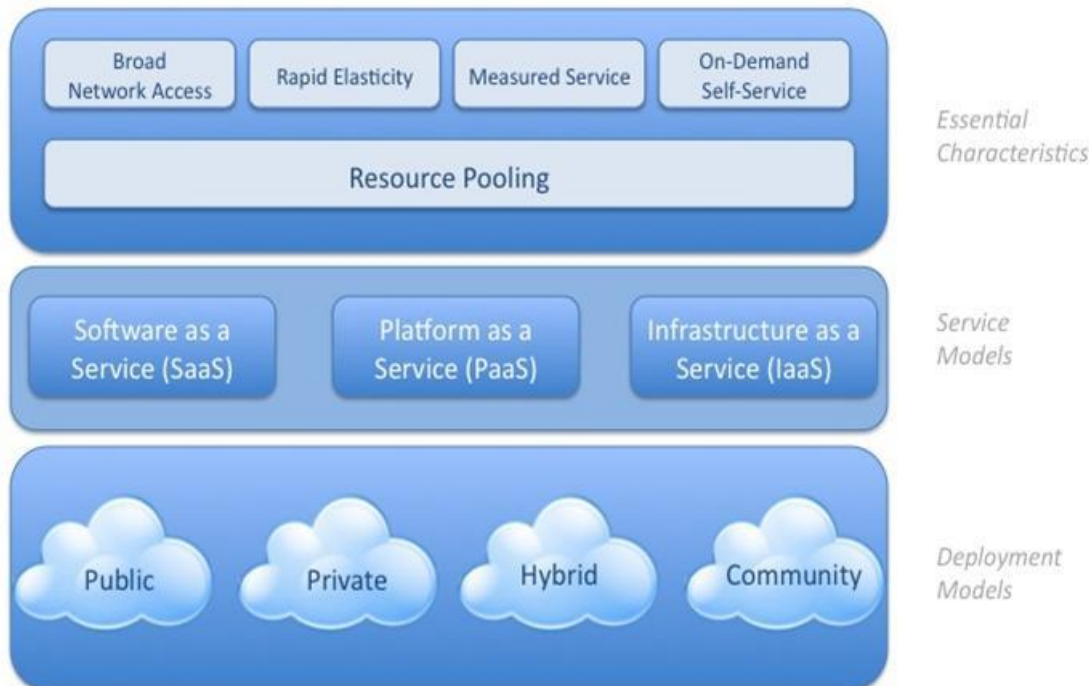 Broad
Network Access
Rapid Elasticity
Measured Service
On-Demand
Self-Service
Essential
Characteristics
Resource Pooling
Software as a
Service (SaaS)
Platform as a
Service (PaaS)
Infrastructure as a
Service (IaaS)
Service
Models
Public
Private
Hybrid
Community
Deployment
Models